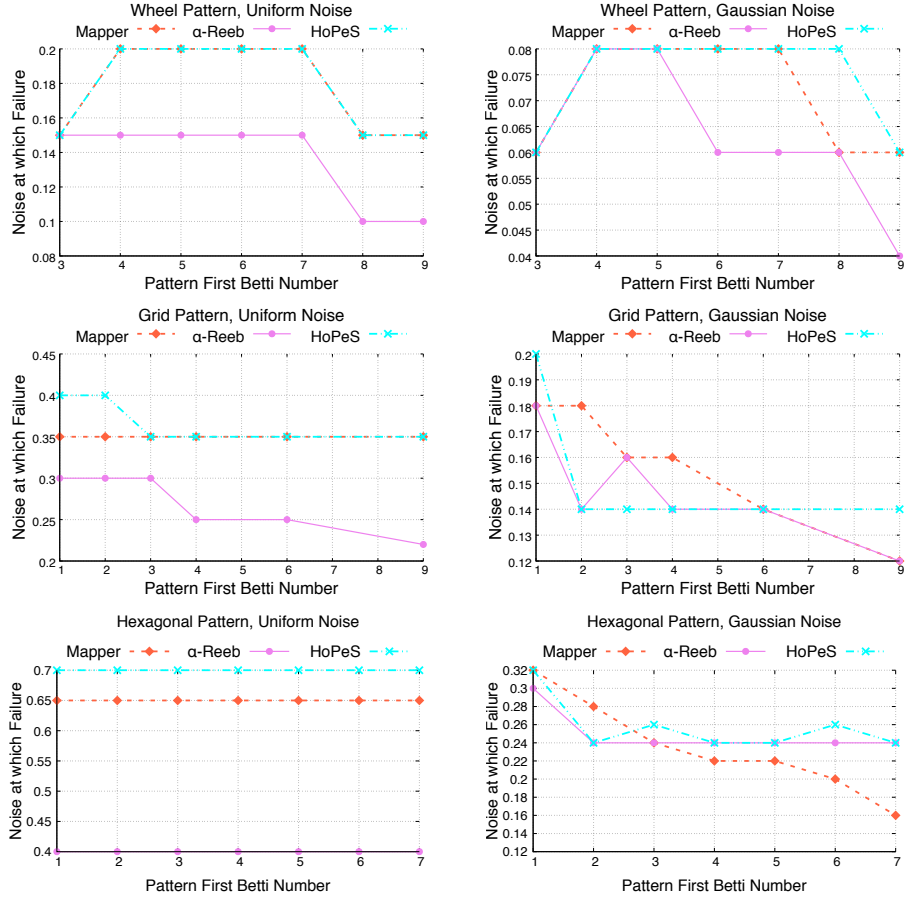 Wheel Pattern, Uniform Noise
Mapper α-Reeb HoPeS
Noise at which Failure
0.2
0.18
0.16
0.14
0.12
0.1
0.08
3 4 5 6 7 8 9
Pattern First Betti Number
Wheel Pattern, Gaussian Noise
Mapper α-Reeb HoPeS
Noise at which Failure
0.08
0.075
0.07
0.065
0.06
0.055
0.05
0.045
0.04
3 4 5 6 7 8 9
Pattern First Betti Number
Grid Pattern, Uniform Noise
Mapper α-Reeb HoPeS
Noise at which Failure
0.45
0.4
0.35
0.3
0.25
0.2
1 2 3 4 5 6 7 8 9
Pattern First Betti Number
Grid Pattern, Gaussian Noise
Mapper α-Reeb HoPeS
Noise at which Failure
0.2
0.19
0.18
0.17
0.16
0.15
0.14
0.13
0.12
1 2 3 4 5 6 7 8 9
Pattern First Betti Number
Hexagonal Pattern, Uniform Noise
Mapper α-Reeb HoPeS
Noise at which Failure
0.7
0.65
0.6
0.55
0.5
0.45
0.4
1 2 3 4 5 6 7
Pattern First Betti Number
Hexagonal Pattern, Gaussian Noise
Mapper α-Reeb HoPeS
Noise at which Failure
0.32
0.3
0.28
0.26
0.24
0.22
0.2
0.18
0.16
0.14
0.12
1 2 3 4 5 6 7
Pattern First Betti Number